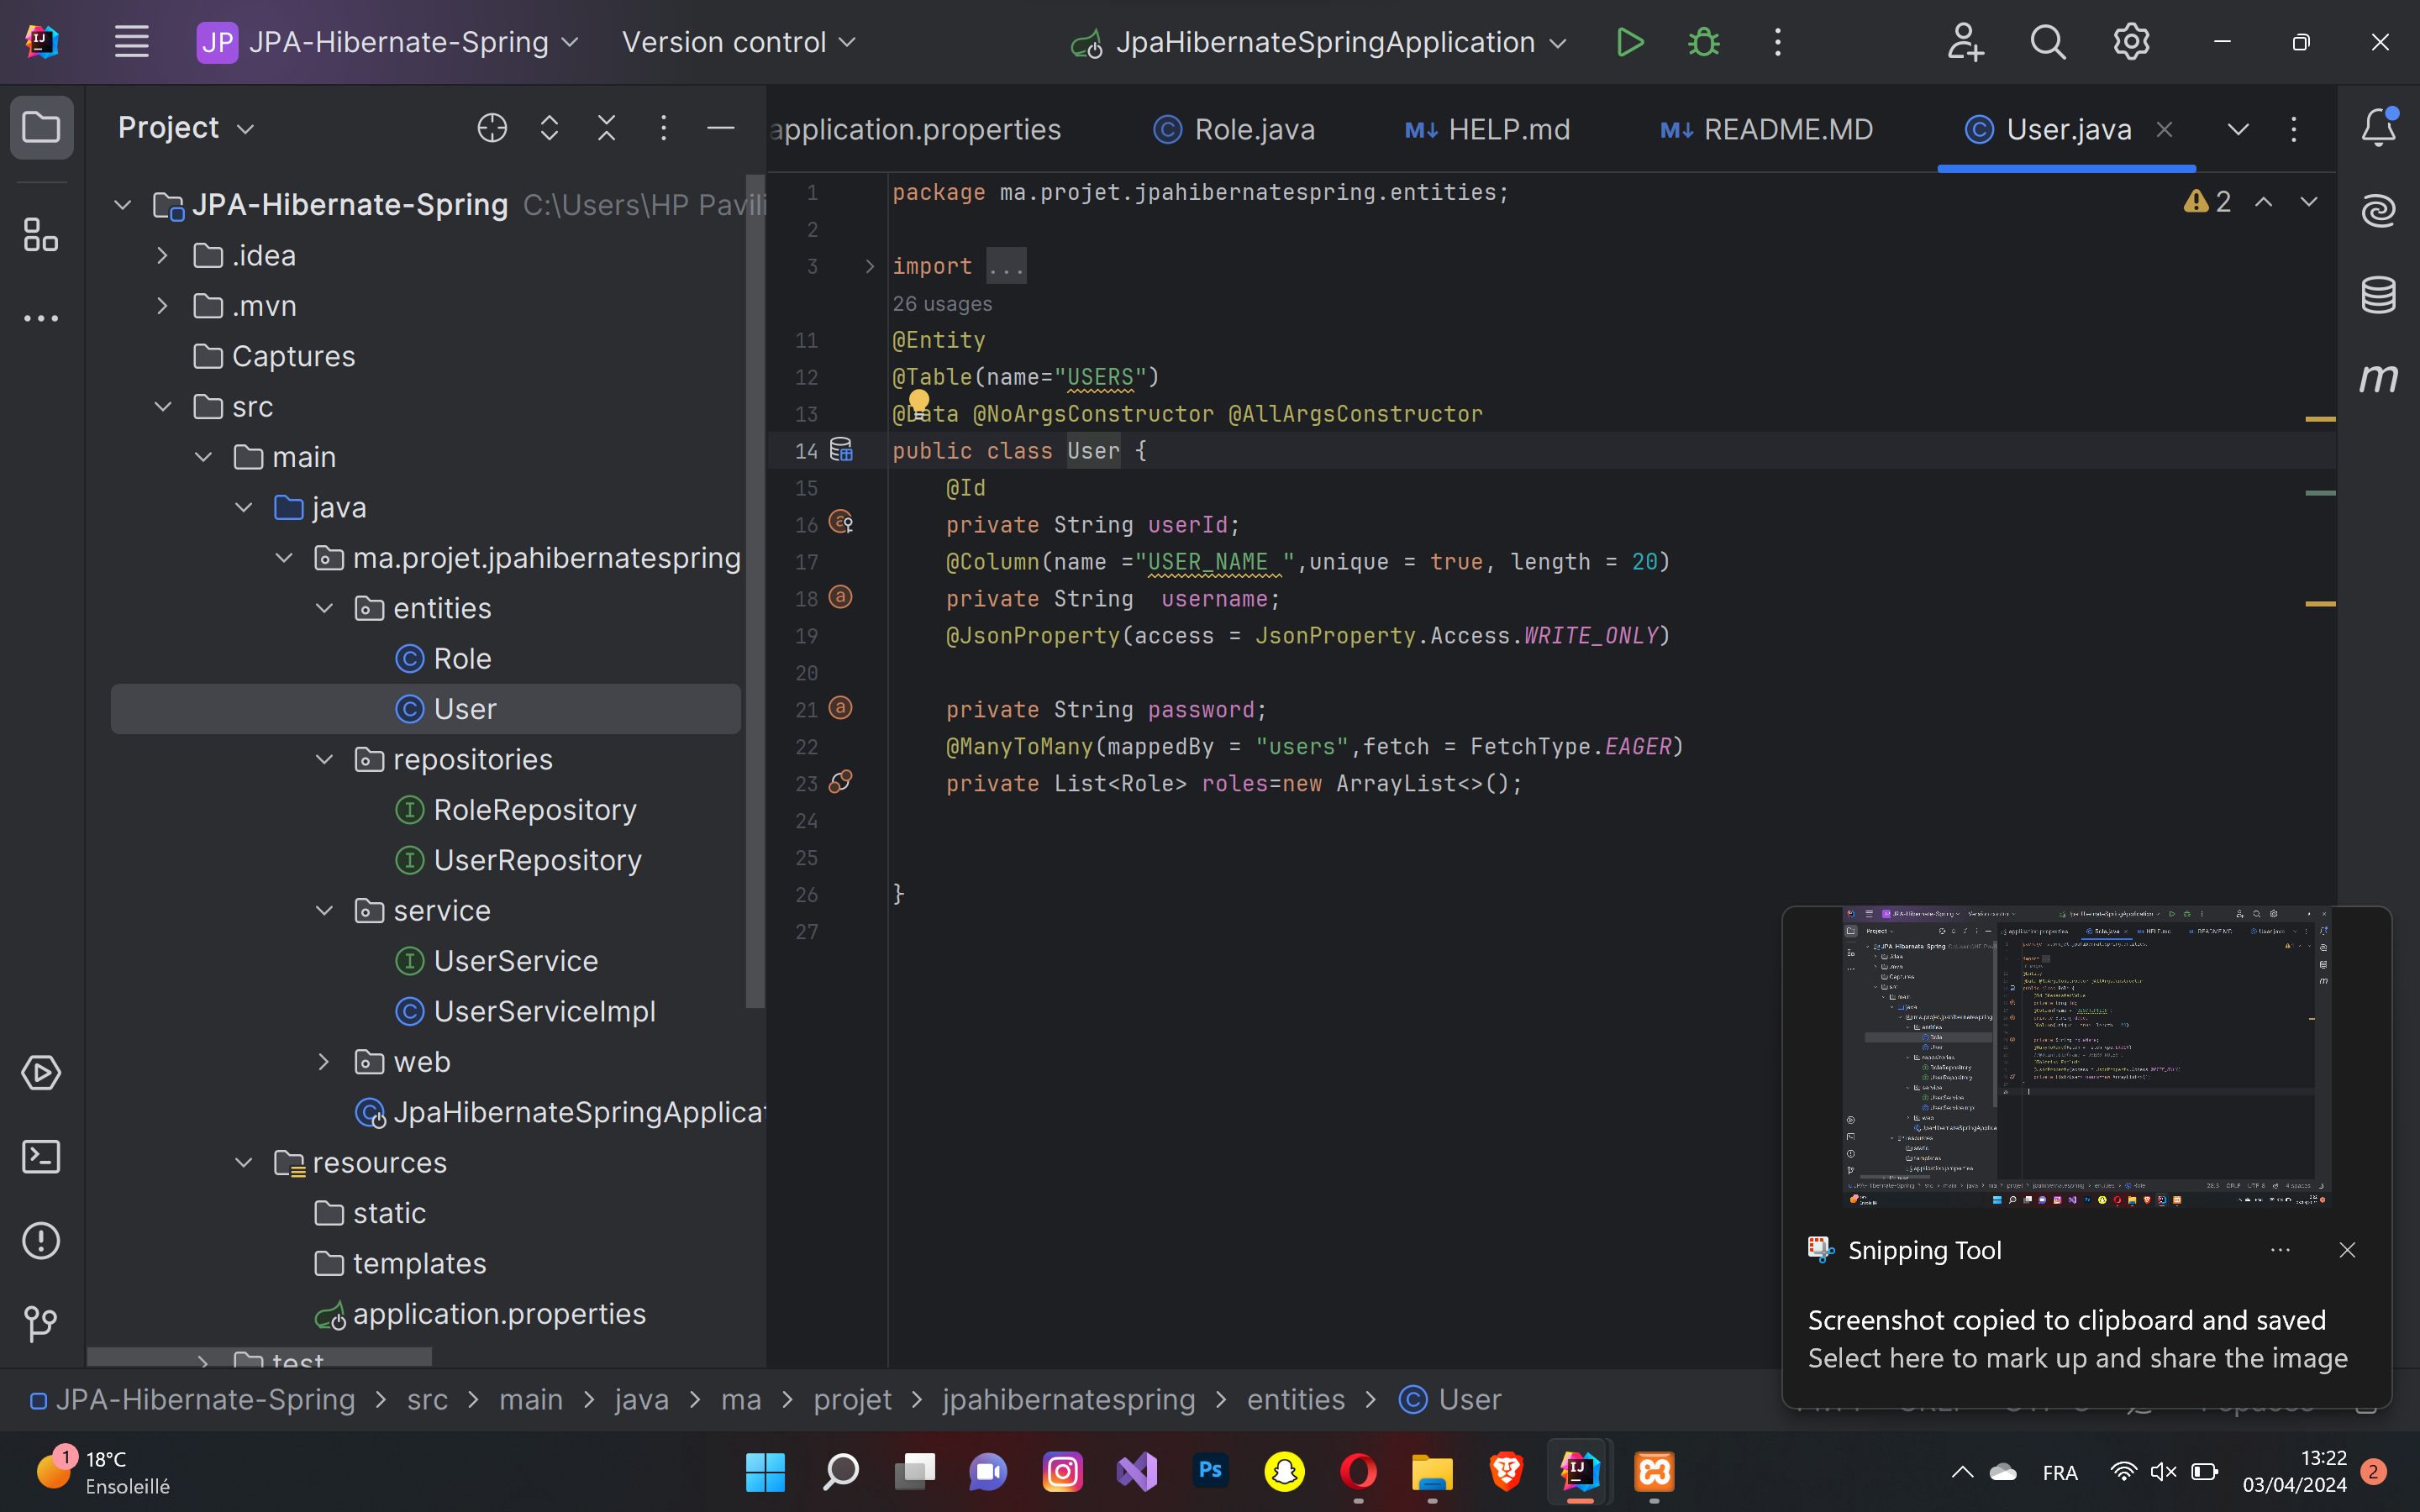 JP JPA-Hibernate-Spring Version control JpaHibernateSpringApplication
Project
JPA-Hibernate-Spring C:\Users\HP Pavili
.idea
.mvn
Captures
src
main
java
ma.projet.jpahibernatespring
entities
Role
User
repositories
RoleRepository
UserRepository
service
UserService
UserServiceImpl
web
JpaHibernateSpringApplicat
resources
static
templates
application.properties
test
application.properties Role.java M↓ HELP.md M↓ README.MD User.java
2
1 package ma.projet.jpahibernatespring.entities;
2
3 import ...
26 usages
11 @Entity
12 @Table(name="USERS")
13 @Data @NoArgsConstructor @AllArgsConstructor
14 public class User {
15 @Id
16 private String userId;
17 @Column(name ="USER_NAME ",unique = true, length = 20)
18 private String  username;
19 @JsonProperty(access = JsonProperty.Access.WRITE_ONLY)
20
21 private String password;
22 @ManyToMany(mappedBy = "users",fetch = FetchType.EAGER)
23 private List<Role> roles=new ArrayList<>();
24
25
26 }
27
Snipping Tool
Screenshot copied to clipboard and saved
Select here to mark up and share the image
JPA-Hibernate-Spring > src > main > java > ma > projet > jpahibernatespring > entities > User
1 18°C
Ensoleillé
Ps
FRA
13:22
03/04/2024
2